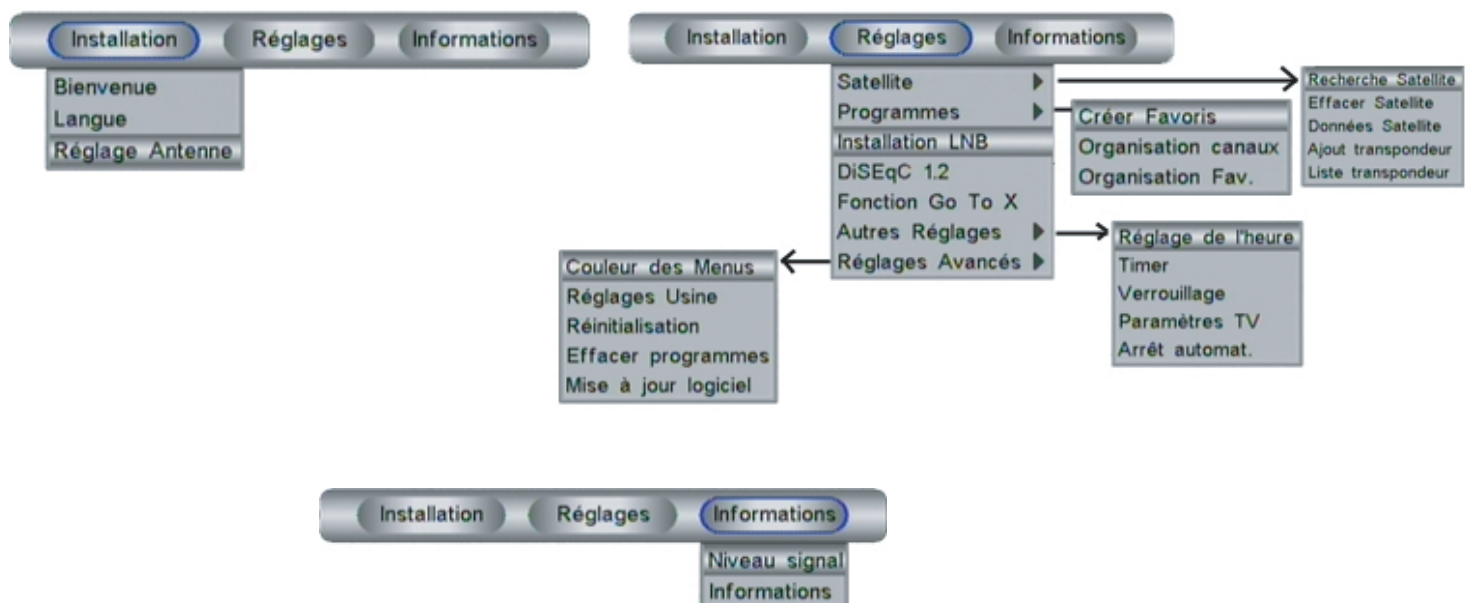 Installation Réglages Informations
Bienvenue
Langue
Réglage Antenne
Installation Réglages Informations
Satellite
Programmes
Installation LNB
DiSEqC 1.2
Fonction Go To X
Autres Réglages
Réglages Avancés
Recherche Satellite
Effacer Satellite
Données Satellite
Ajout transpondeur
Liste transpondeur
Créer Favoris
Organisation canaux
Organisation Fav.
Réglage de l'heure
Timer
Verrouillage
Paramètres TV
Arrêt automat.
Couleur des Menus
Réglages Usine
Réinitialisation
Effacer programmes
Mise à jour logiciel
Installation Réglages Informations
Niveau signal
Informations